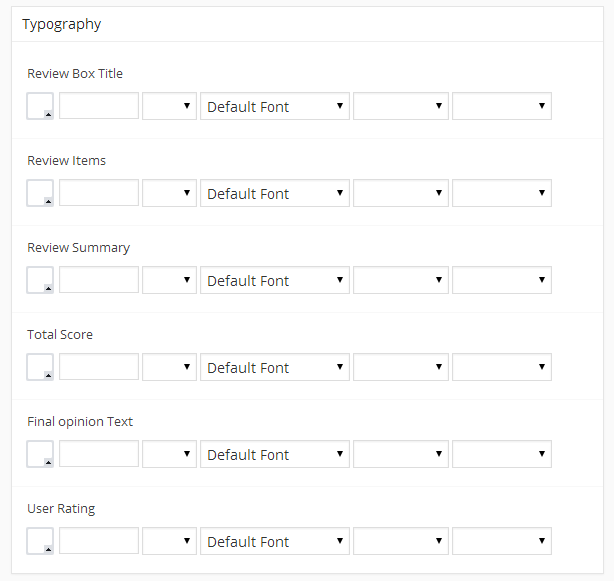 Typography
Review Box Title
Default Font
Review Items
Default Font
Review Summary
Default Font
Total Score
Default Font
Final opinion Text
Default Font
User Rating
Default Font